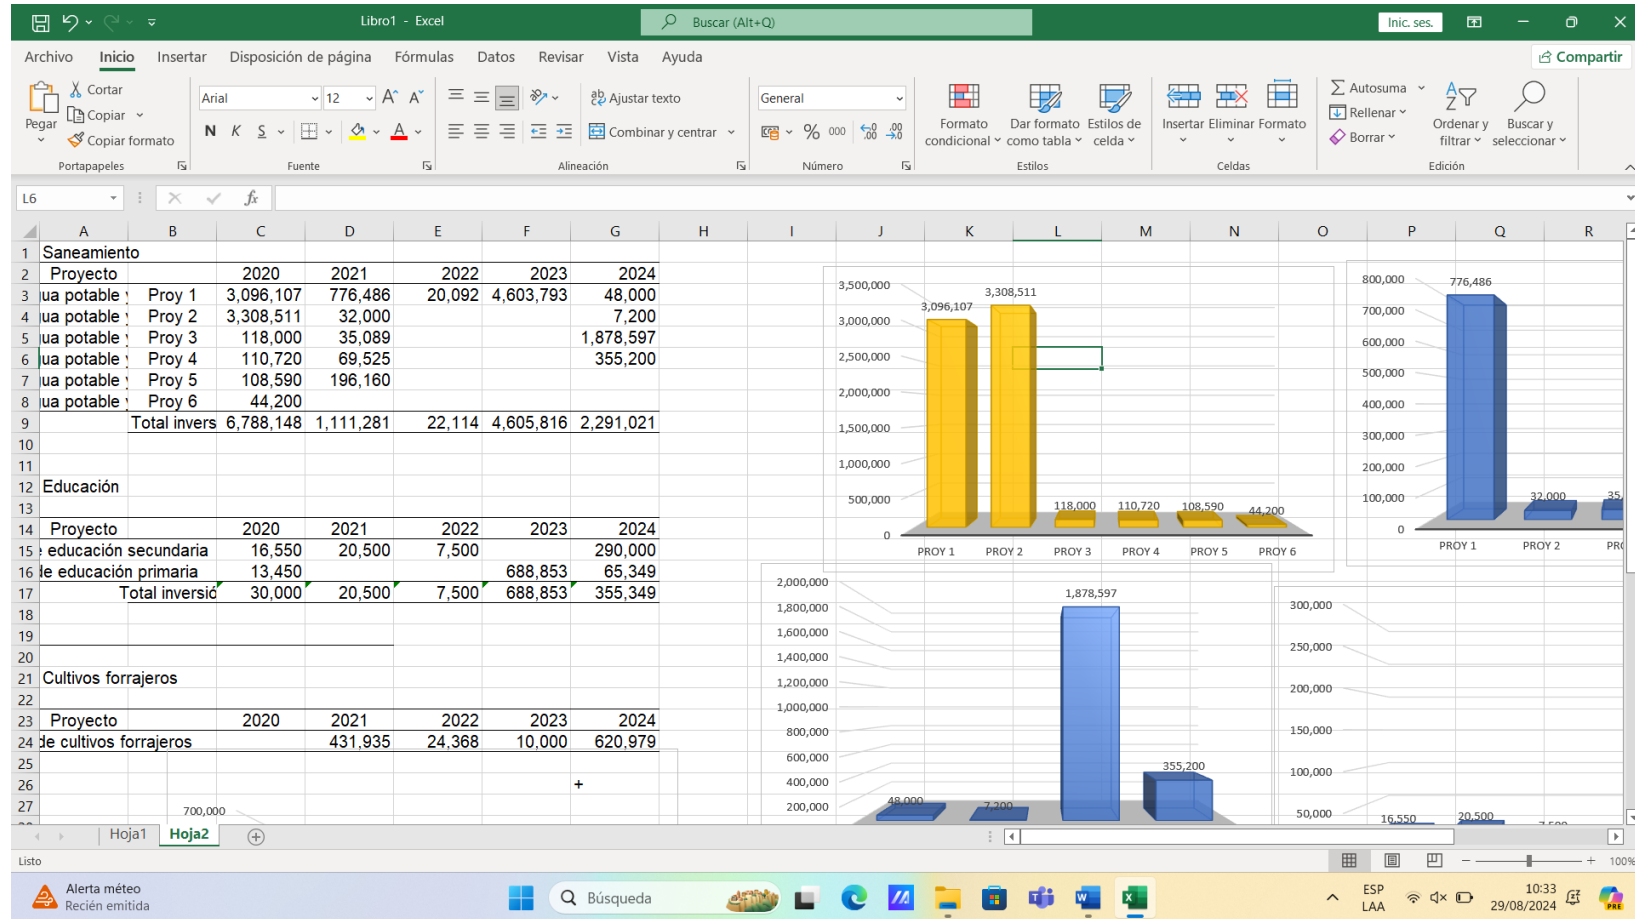 Libro1 - Excel
Buscar (Alt+Q)
Inic. ses.
Archivo Inicio Insertar Disposición de página Fórmulas Datos Revisar Vista Ayuda
Compartir
Pegar
Cortar
Copiar
Copiar formato
Portapapeles
Arial 12
N K S
Fuente
Ajustar texto
Combinar y centrar
Alineación
General
% 000
Número
Formato condicional
Dar formato como tabla
Estilos de celda
Estilos
Insertar Eliminar Formato
Celdas
Autosuma
Rellenar
Borrar
Ordenar y filtrar
Buscar y seleccionar
Edición
L6
fx
A B C D E F G H I J K L M N O P Q R
1 Saneamiento
2 Proyecto 2020 2021 2022 2023 2024
3 ua potable y Proy 1 3,096,107 776,486 20,092 4,603,793 48,000
4 ua potable y Proy 2 3,308,511 32,000 7,200
5 ua potable y Proy 3 118,000 35,089 1,878,597
6 ua potable y Proy 4 110,720 69,525 355,200
7 ua potable y Proy 5 108,590 196,160
8 ua potable y Proy 6 44,200
9 Total invers 6,788,148 1,111,281 22,114 4,605,816 2,291,021
10
11
12 Educación
13
14 Proyecto 2020 2021 2022 2023 2024
15 educación secundaria 16,550 20,500 7,500 290,000
16 de educación primaria 13,450 688,853 65,349
17 Total inversió 30,000 20,500 7,500 688,853 355,349
18
19
20
21 Cultivos forrajeros
22
23 Proyecto 2020 2021 2022 2023 2024
24 de cultivos forrajeros 431,935 24,368 10,000 620,979
25
26
27
700,000
3,500,000
3,000,000
2,500,000
2,000,000
1,500,000
1,000,000
500,000
0
3,096,107
3,308,511
118,000
110,720
108,590
44,200
PROY 1 PROY 2 PROY 3 PROY 4 PROY 5 PROY 6
800,000
700,000
600,000
500,000
400,000
300,000
200,000
100,000
0
776,486
32,000
35,
PROY 1 PROY 2 PRO
2,000,000
1,800,000
1,600,000
1,400,000
1,200,000
1,000,000
800,000
600,000
400,000
200,000
48,000
7,200
1,878,597
355,200
300,000
250,000
200,000
150,000
100,000
50,000
16,550
20,500
7,500
Hoja1 Hoja2
Listo
100%
Alerta méteo
Recién emitida
Búsqueda
ESP
LAA
10:33
29/08/2024
PRE